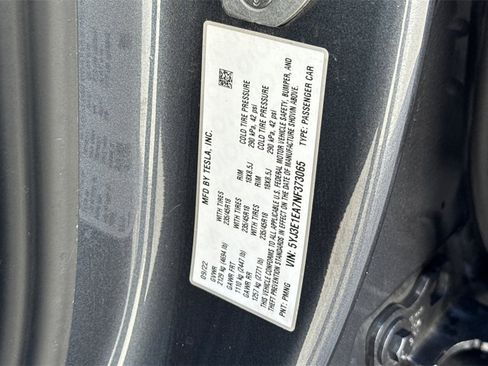 MFD BY TESLA, INC.
09/22
GVWR
2129 kg (4694 lb)
GAWR FRT WITH TIRES RIM COLD TIRE PRESSURE
1110 kg (2447 lb) 235/45R18 18X8.5J 290 kPa, 42 psi
GAWR RR WITH TIRES RIM COLD TIRE PRESSURE
1257 kg (2771 lb) 235/45R18 18X8.5J 290 kPa, 42 psi
THIS VEHICLE CONFORMS TO ALL APPLICABLE U.S. FEDERAL MOTOR VEHICLE SAFETY, BUMPER, AND
THEFT PREVENTION STANDARDS IN EFFECT ON THE DATE OF MANUFACTURE SHOWN ABOVE.
VIN: 5YJ3E1EA7NF373065 TYPE: PASSENGER CAR
PNT: PMNG